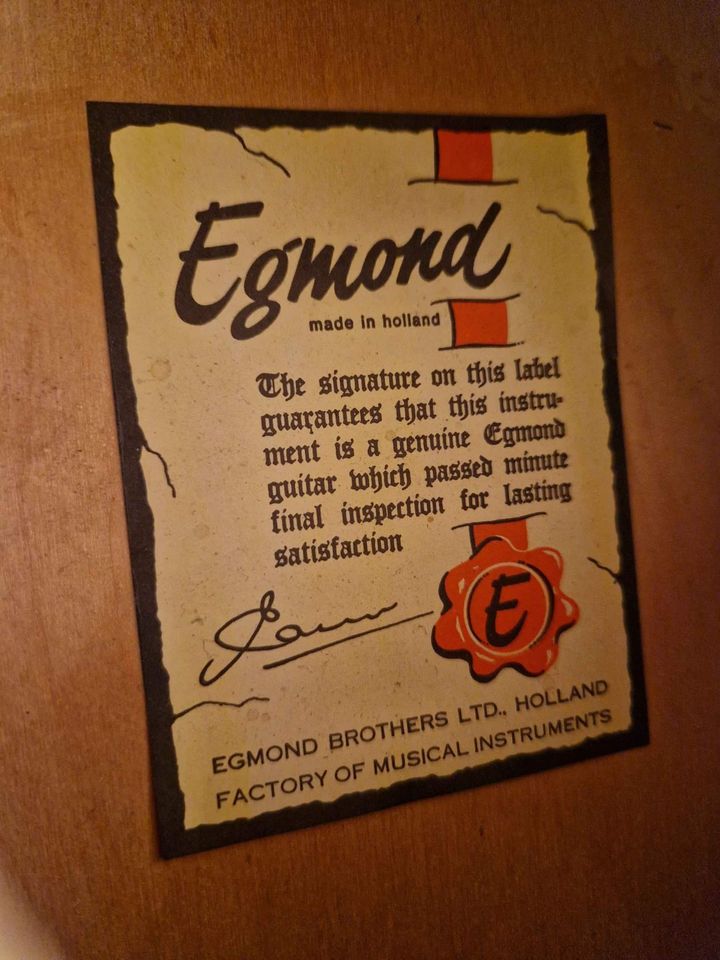 Egmond
made in holland
The signature on this label
guarantees that this instru-
ment is a genuine Egmond
guitar which passed minute
final inspection for lasting
satisfaction
E
EGMOND BROTHERS LTD., HOLLAND
FACTORY OF MUSICAL INSTRUMENTS